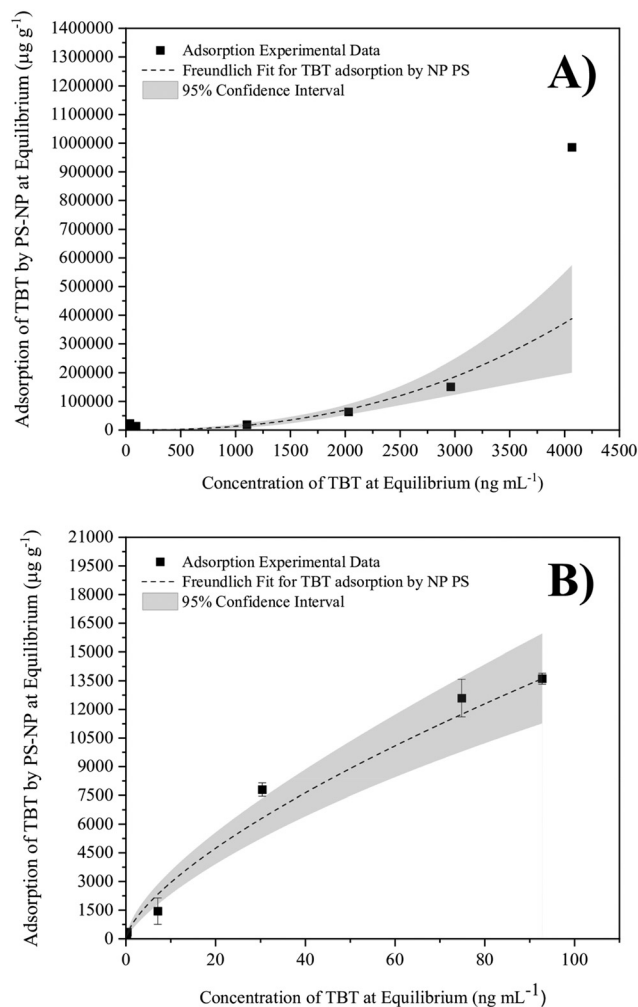 A)
Adsorption Experimental Data
Freundlich Fit for TBT adsorption by NP PS
95% Confidence Interval
Adsorption of TBT by PS-NP at Equilibrium (µg g⁻¹)
1400000
1300000
1200000
1100000
1000000
900000
800000
700000
600000
500000
400000
300000
200000
100000
0
0 500 1000 1500 2000 2500 3000 3500 4000 4500
Concentration of TBT at Equilibrium (ng mL⁻¹)
B)
Adsorption Experimental Data
Freundlich Fit for TBT adsorption by NP PS
95% Confidence Interval
Adsorption of TBT by PS-NP at Equilibrium (µg g⁻¹)
21000
19500
18000
16500
15000
13500
12000
10500
9000
7500
6000
4500
3000
1500
0
0 20 40 60 80 100
Concentration of TBT at Equilibrium (ng mL⁻¹)